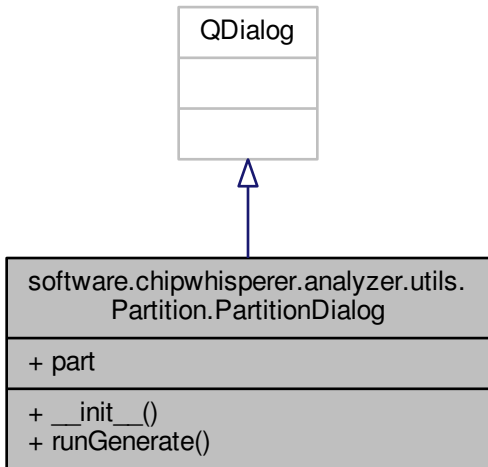 QDialog
software.chipwhisperer.analyzer.utils.
Partition.PartitionDialog
+ part
+ __init__()
+ runGenerate()